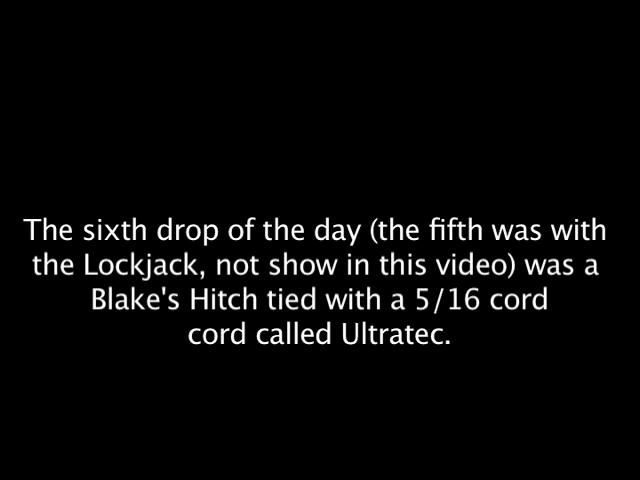 The sixth drop of the day (the fifth was with
the Lockjack, not show in this video) was a
Blake's Hitch tied with a 5/16 cord
cord called Ultratec.